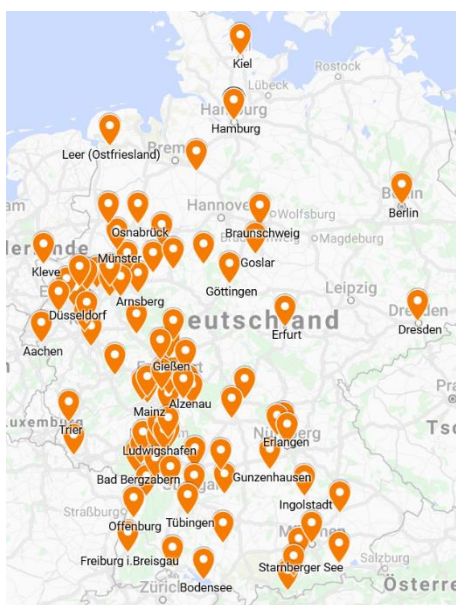 Kiel
Rostock
Lübeck
Hamburg
Leer (Ostfriesland)
Hannover
Wolfsburg
Berlin
Osnabrück
Braunschweig
Magdeburg
Münster
Goslar
Kleve
Göttingen
Leipzig
Arnsberg
Düsseldorf
Erfurt
Dresden
Aachen
Gießen
Mainz
Alzenau
Trier
Erlangen
Ludwigshafen
Bad Bergzabern
Gunzenhausen
Ingolstadt
Straßburg
Offenburg
Tübingen
Freiburg i.Breisgau
Starnberger See
Salzburg
Zürich
Bodensee
Österre